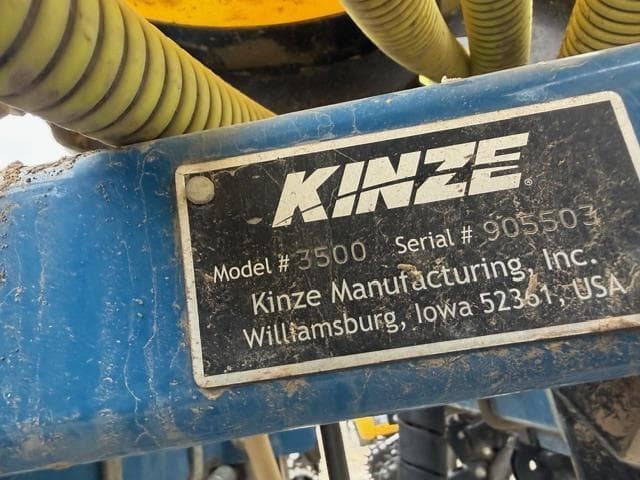 KINZE®
Model # 3500 Serial # 905503
Kinze Manufacturing, Inc.
Williamsburg, Iowa 52361, USA